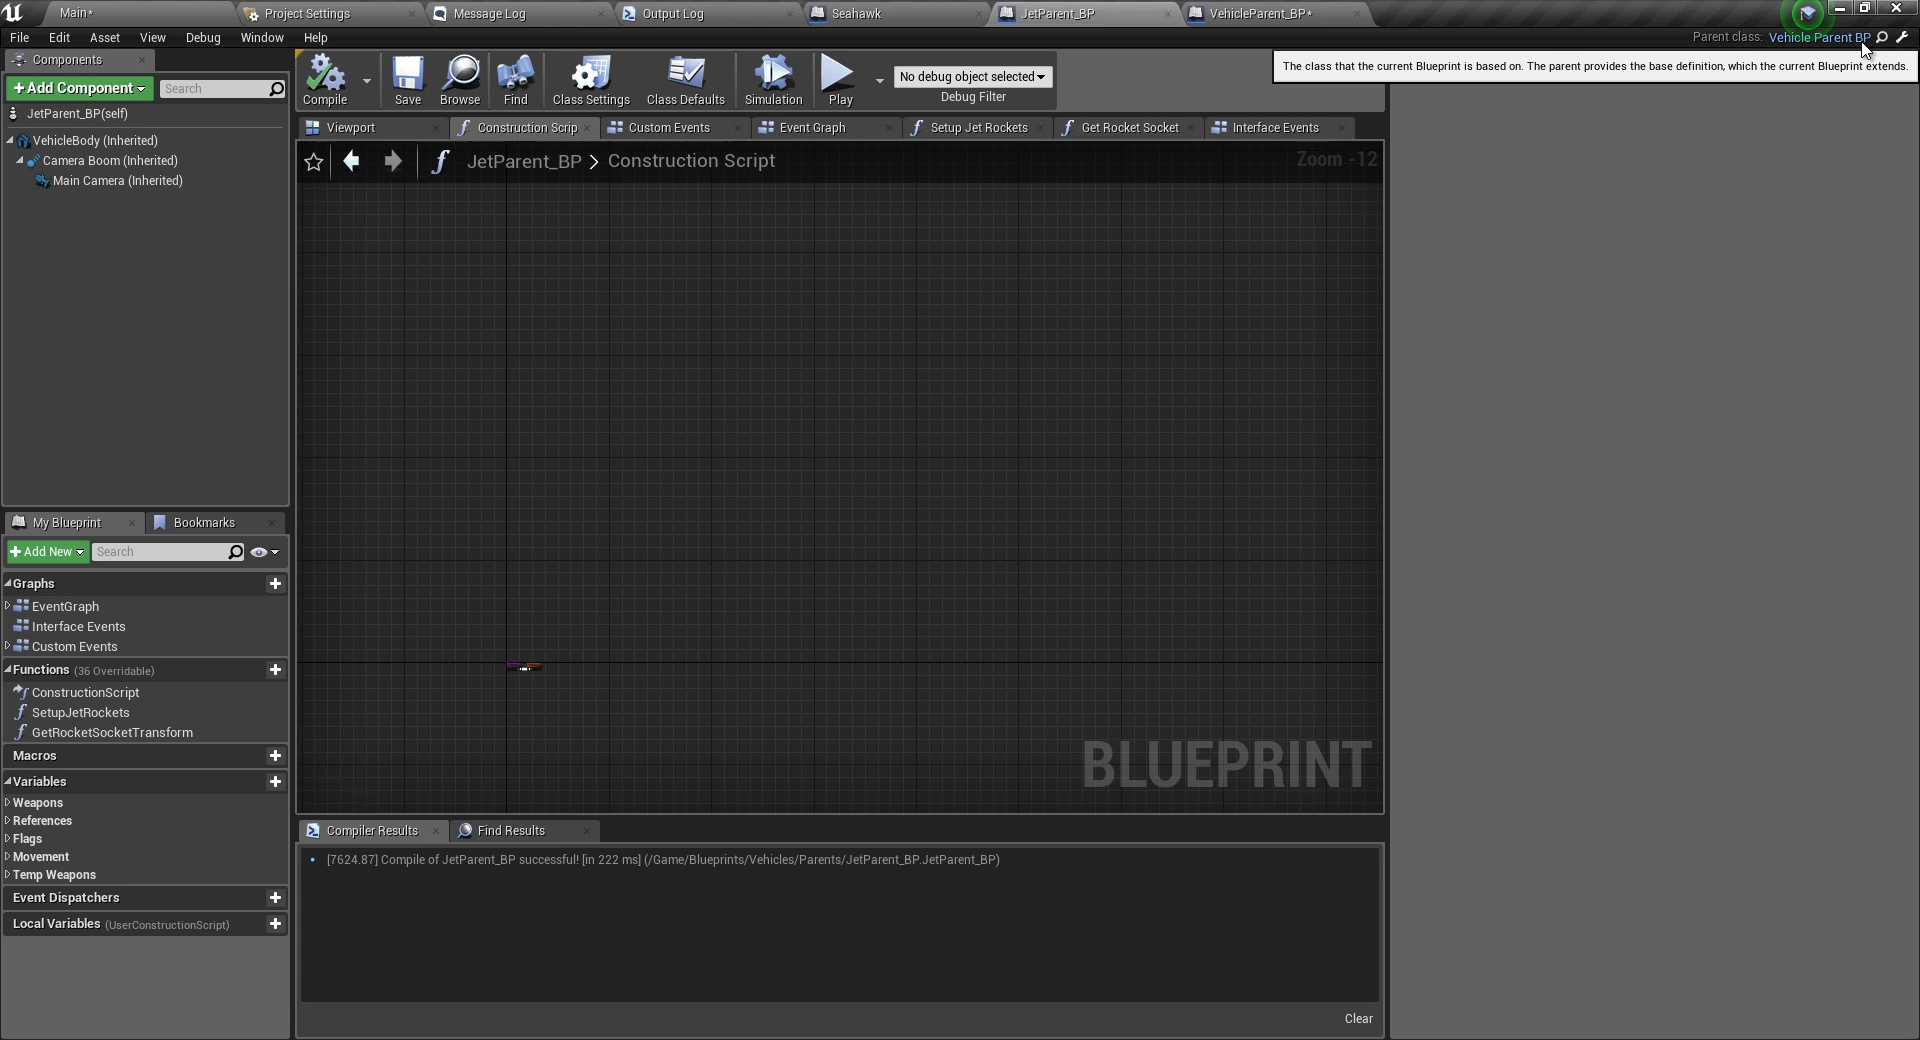 Main*
Project Settings
Message Log
Output Log
Seahawk
JetParent_BP
VehicleParent_BP*
File Edit Asset View Debug Window Help
Parent class: Vehicle Parent BP
The class that the current Blueprint is based on. The parent provides the base definition, which the current Blueprint extends.
Components
+ Add Component
Search
JetParent_BP(self)
VehicleBody (Inherited)
Camera Boom (Inherited)
Main Camera (Inherited)
Compile
Save
Browse
Find
Class Settings
Class Defaults
Simulation
Play
No debug object selected
Debug Filter
Viewport
Construction Scrip
Custom Events
Event Graph
Setup Jet Rockets
Get Rocket Socket
Interface Events
JetParent_BP > Construction Script
Zoom -12
BLUEPRINT
My Blueprint
Bookmarks
+ Add New
Search
Graphs
EventGraph
Interface Events
Custom Events
Functions (36 Overridable)
ConstructionScript
SetupJetRockets
GetRocketSocketTransform
Macros
Variables
Weapons
References
Flags
Movement
Temp Weapons
Event Dispatchers
Local Variables (UserConstructionScript)
Compiler Results
Find Results
[7624.87] Compile of JetParent_BP successful! [in 222 ms] (/Game/Blueprints/Vehicles/Parents/JetParent_BP.JetParent_BP)
Clear